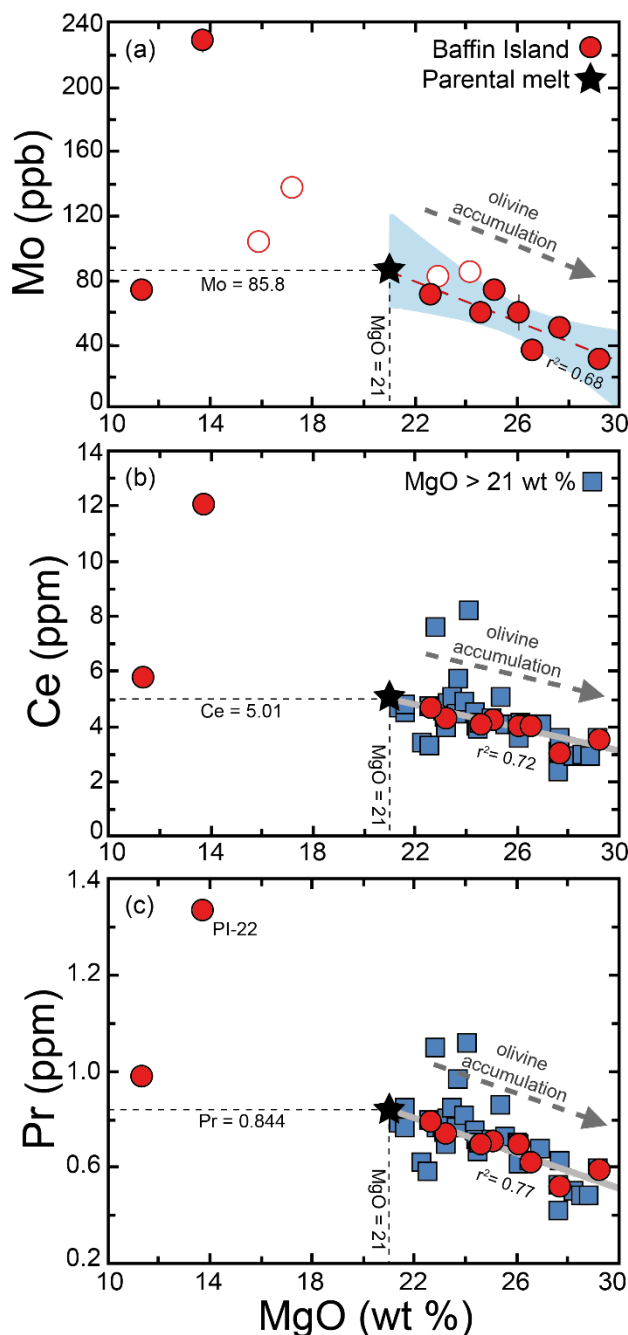 (a)
Baffin Island
Parental melt
Mo (ppb)
240
200
160
120
80
40
0
olivine
accumulation
Mo = 85.8
MgO = 21
r² = 0.68
10
14
18
22
26
30
(b)
MgO > 21 wt %
Ce (ppm)
14
12
10
8
6
4
2
0
olivine
accumulation
Ce = 5.01
MgO = 21
r² = 0.72
10
14
18
22
26
30
(c)
PI-22
Pr (ppm)
1.4
1.0
0.6
0.2
olivine
accumulation
Pr = 0.844
MgO = 21
r² = 0.77
10
14
18
22
26
30
MgO (wt %)